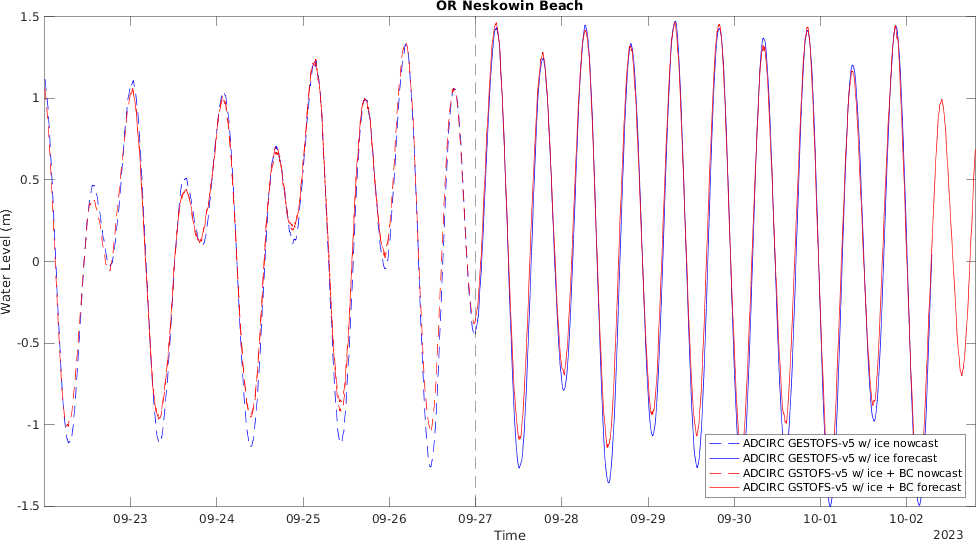 OR Neskowin Beach
1.5
1
0.5
0
-0.5
-1
-1.5
Water Level (m)
09-23
09-24
09-25
09-26
09-27
09-28
09-29
09-30
10-01
10-02
Time
2023
ADCIRC GESTOFS-v5 w/ ice nowcast
ADCIRC GESTOFS-v5 w/ ice forecast
ADCIRC GSTOFS-v5 w/ ice + BC nowcast
ADCIRC GSTOFS-v5 w/ ice + BC forecast